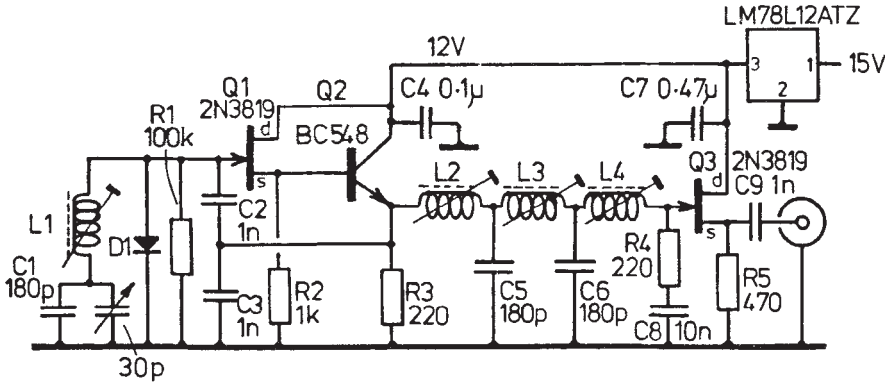 LM78L12ATZ
12V
3
1
15V
2
Q1
2N3819
Q2
C4 0·1µ
C7 0·47µ
R1
100k
d
BC548
s
L2
L3
L4
Q3
2N3819
d
C9 1n
s
L1
D1
C2
1n
C1
180p
C3
1n
R2
1k
R3
220
C5
180p
C6
180p
R4
220
C8 10n
R5
470
30p